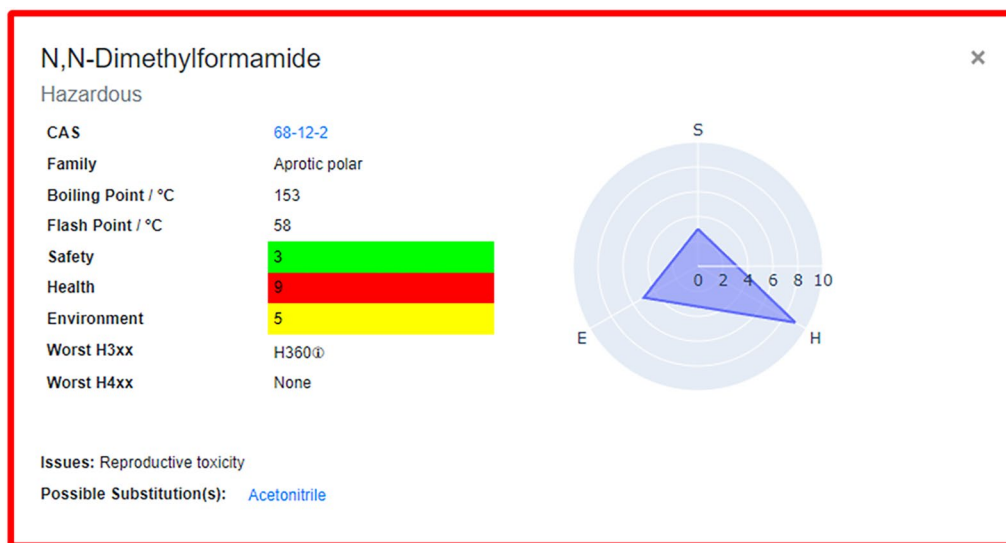 N,N-Dimethylformamide
×
Hazardous
CAS 68-12-2
Family Aprotic polar
Boiling Point / °C 153
Flash Point / °C 58
Safety 3
Health 9
Environment 5
Worst H3xx H360①
Worst H4xx None
S
0 2 4 6 8 10
E H
Issues: Reproductive toxicity
Possible Substitution(s): Acetonitrile